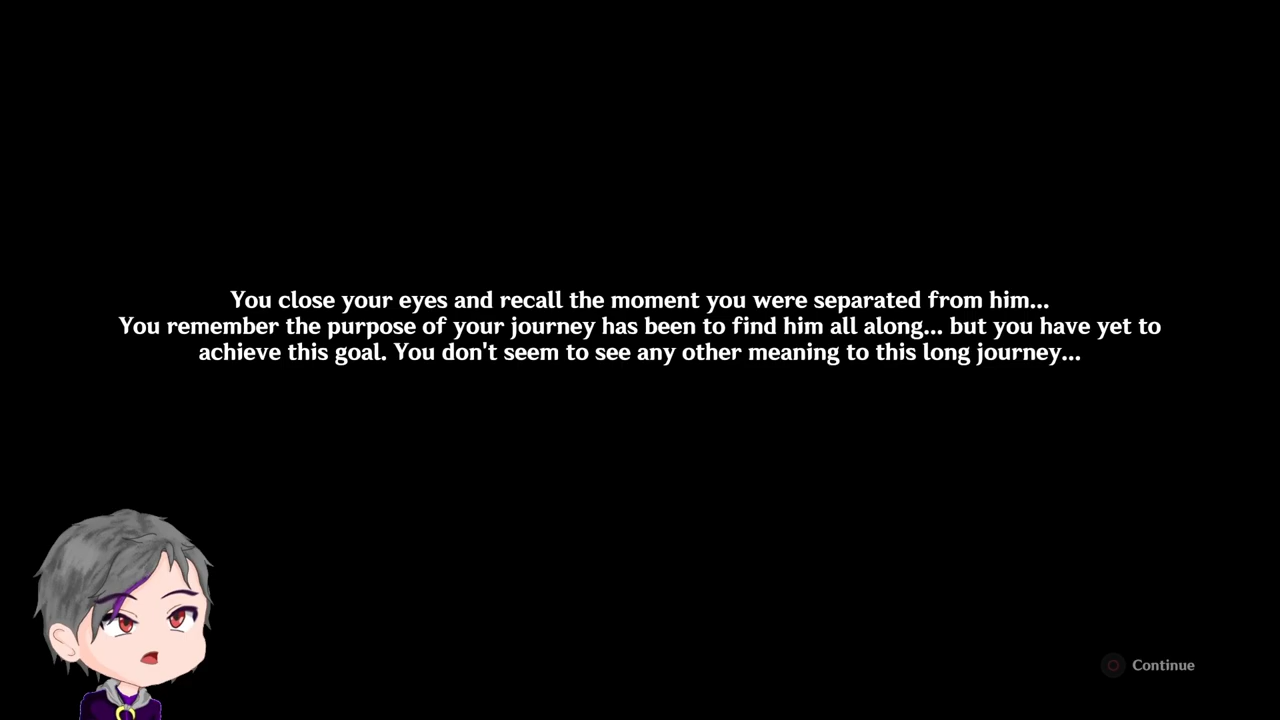 You close your eyes and recall the moment you were separated from him...
You remember the purpose of your journey has been to find him all along... but you have yet to
achieve this goal. You don't seem to see any other meaning to this long journey...
Continue